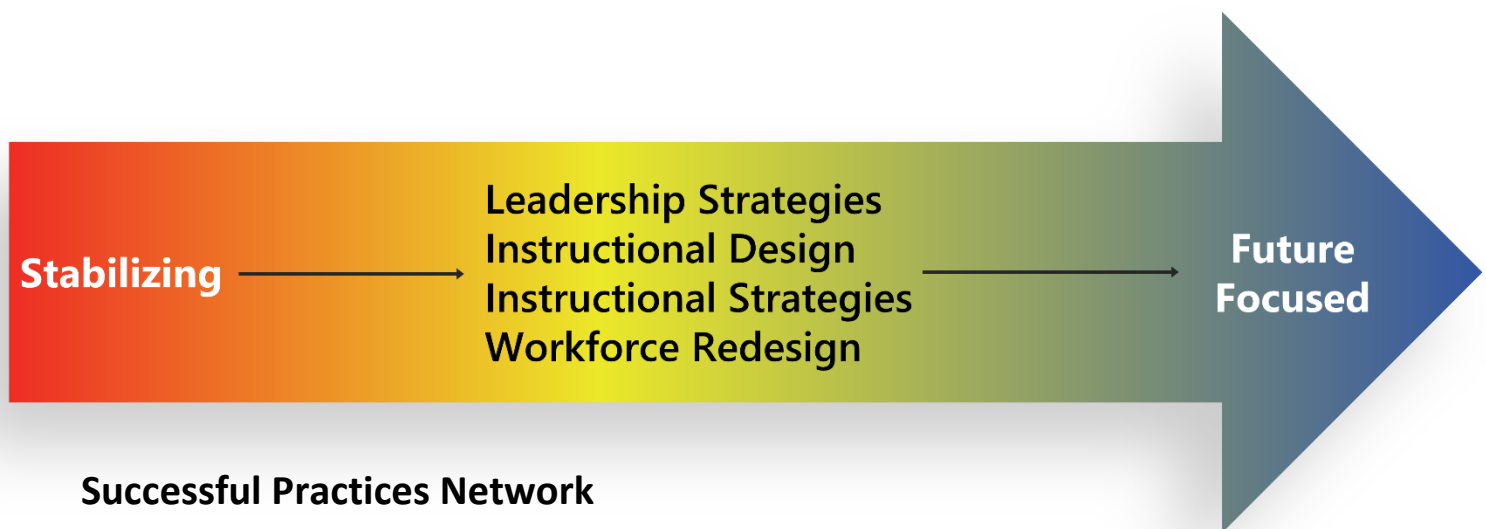 Stabilizing
Leadership Strategies
Instructional Design
Instructional Strategies
Workforce Redesign
Future
Focused
Successful Practices Network